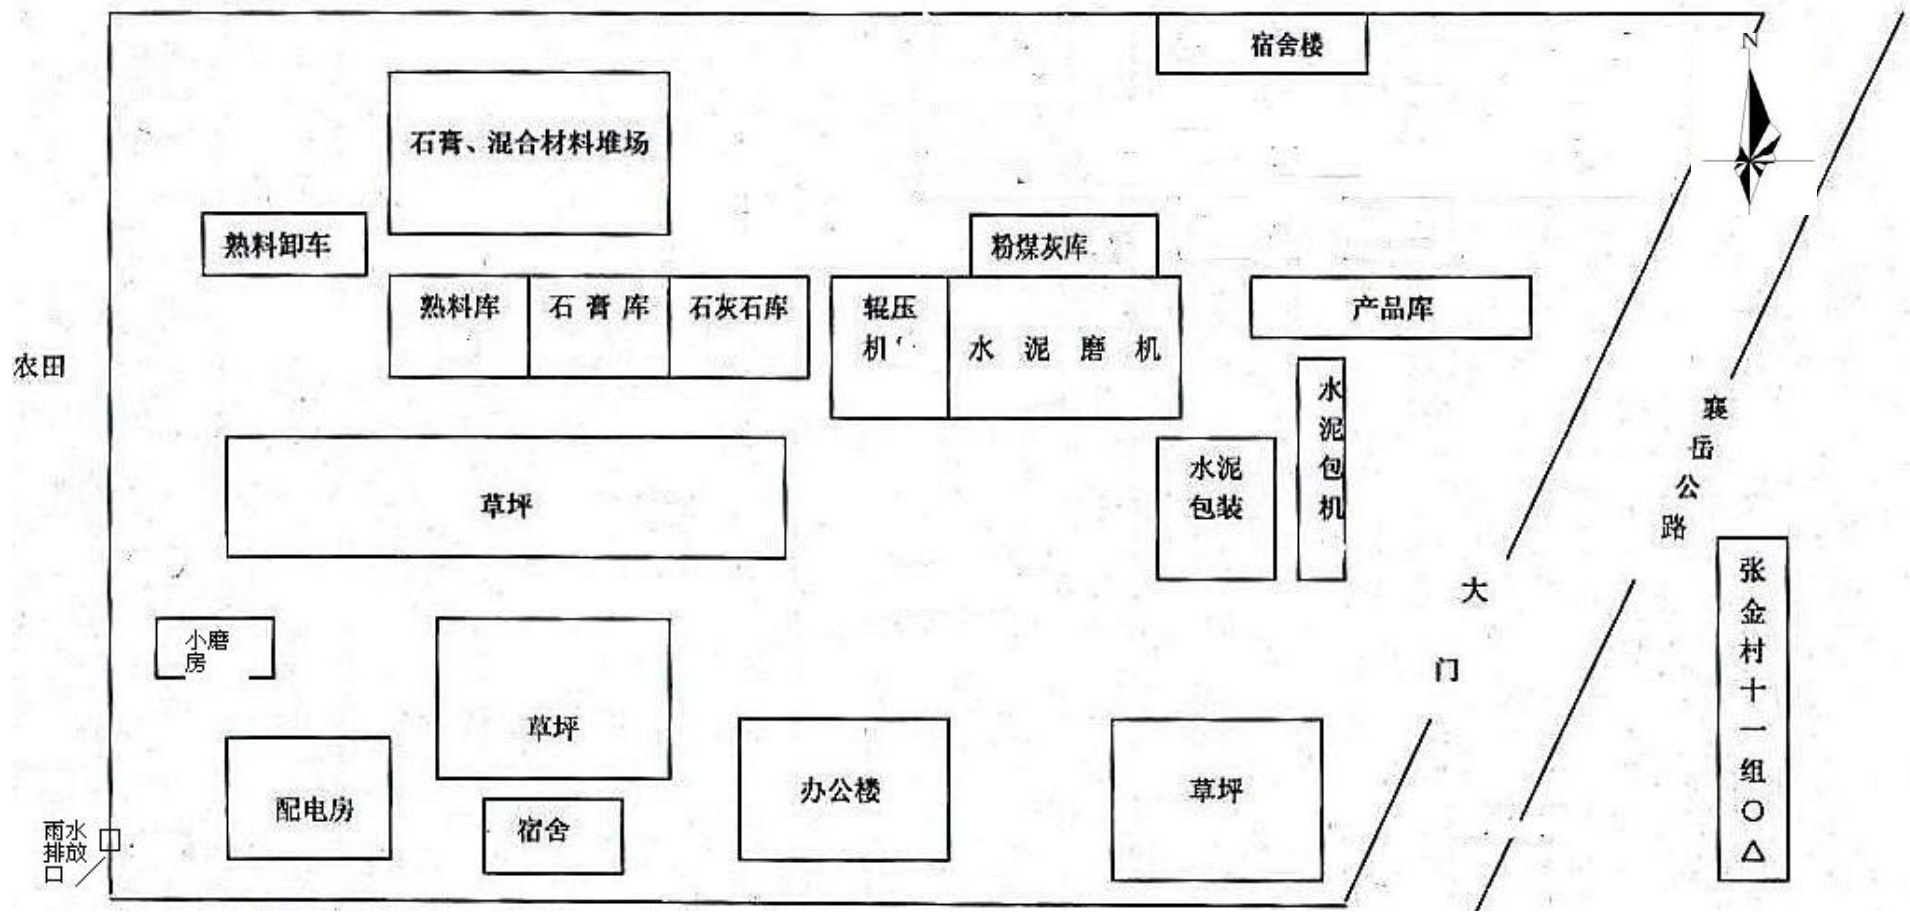 宿舍楼
N
石膏、混合材料堆场
熟料卸车
粉煤灰库
熟料库
石膏库
石灰石库
辊压
机
水泥磨机
产品库
农田
水泥包机
襄岳公路
水泥
包装
草坪
大门
张金村十一组○△
小磨
房
草坪
办公楼
草坪
配电房
宿舍
雨水
排放
口